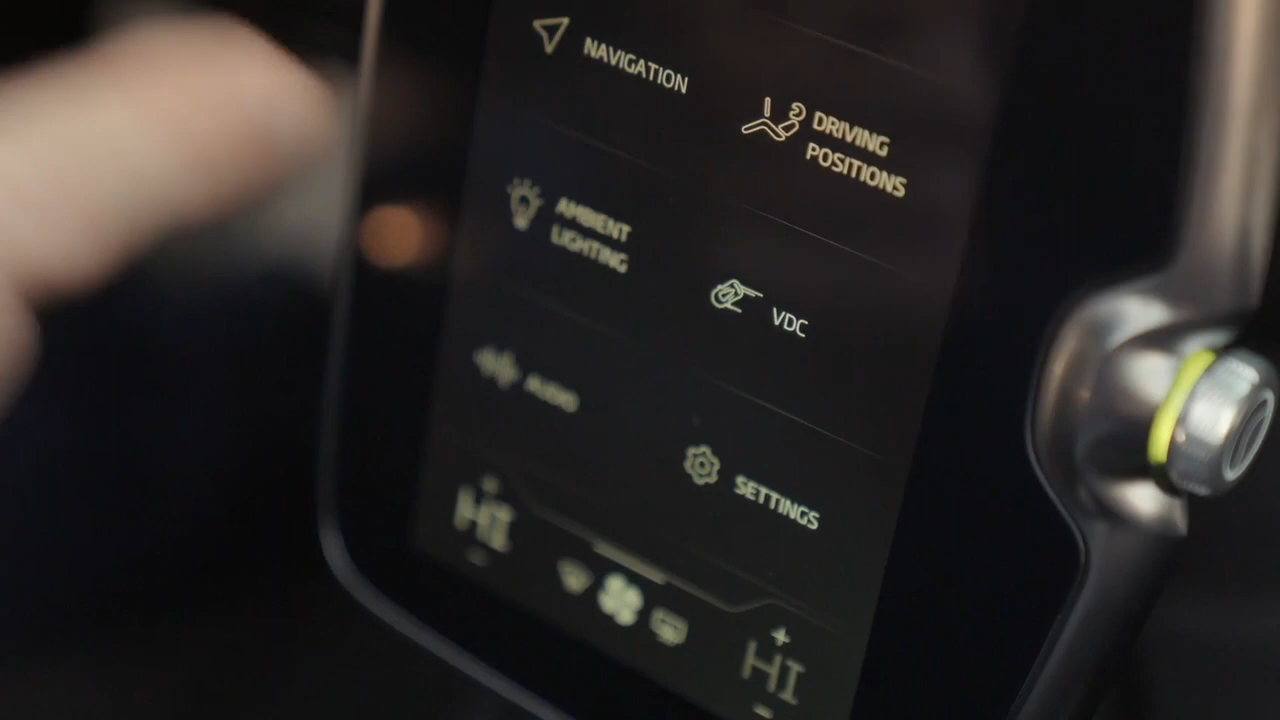 NAVIGATION
DRIVING
POSITIONS
AMBIENT
LIGHTING
VDC
AUDIO
SETTINGS
HI
+
HI
-